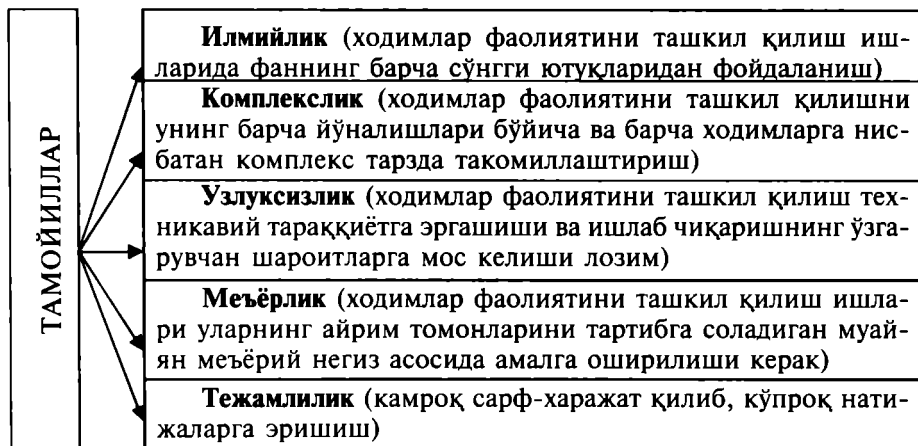 ТАМОЙИЛЛАР
Илмийлик (ходимлар фаолиятини ташкил қилиш иш-
ларида фаннинг барча сўнгги ютуқларидан фойдаланиш)
Комплекслик (ходимлар фаолиятини ташкил қилишни
унинг барча йўналишлари бўйича ва барча ходимларга нис-
батан комплекс тарзда такомиллаштириш)
Узлуксизлик (ходимлар фаолиятини ташкил қилиш тех-
никавий тараққиётга эргашиши ва ишлаб чиқаришнинг ўзга-
рувчан шароитларга мос келиши лозим)
Меъёрлик (ходимлар фаолиятини ташкил қилиш ишла-
ри уларнинг айрим томонларини тартибга соладиган муай-
ян меъёрий негиз асосида амалга оширилиши керак)
Тежамлилик (камроқ сарф-харажат қилиб, кўпроқ нати-
жаларга эришиш)